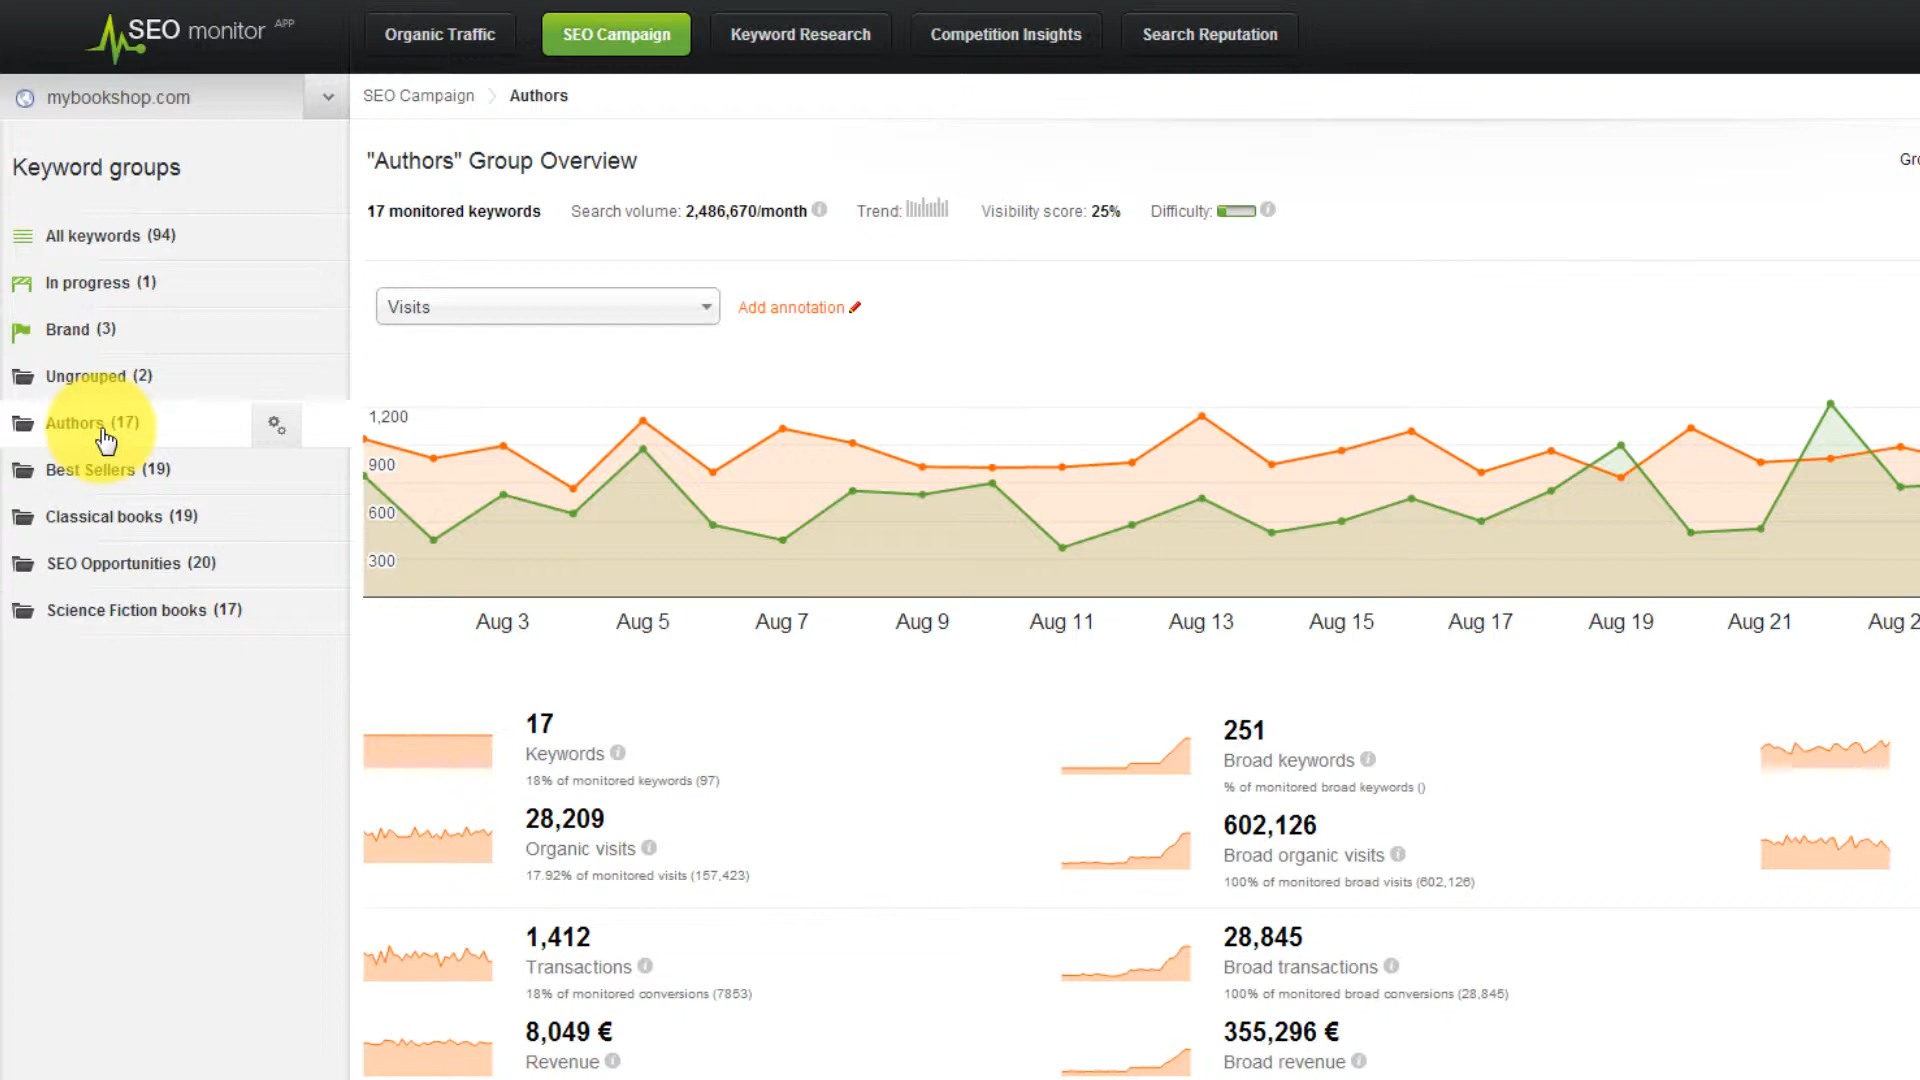 SEO monitor APP
Organic Traffic
SEO Campaign
Keyword Research
Competition Insights
Search Reputation
mybookshop.com
SEO Campaign
Authors
Keyword groups
All keywords (94)
In progress (1)
Brand (3)
Ungrouped (2)
Authors (17)
Best Sellers (19)
Classical books (19)
SEO Opportunities (20)
Science Fiction books (17)
"Authors" Group Overview
Gro
17 monitored keywords
Search volume: 2,486,670/month
Trend:
Visibility score: 25%
Difficulty:
Visits
Add annotation
1,200
900
600
300
Aug 3
Aug 5
Aug 7
Aug 9
Aug 11
Aug 13
Aug 15
Aug 17
Aug 19
Aug 21
Aug 2
17
Keywords
18% of monitored keywords (97)
251
Broad keywords
% of monitored broad keywords ()
28,209
Organic visits
17.92% of monitored visits (157,423)
602,126
Broad organic visits
100% of monitored broad visits (602,126)
1,412
Transactions
18% of monitored conversions (7853)
28,845
Broad transactions
100% of monitored broad conversions (28,845)
8,049 €
Revenue
355,296 €
Broad revenue